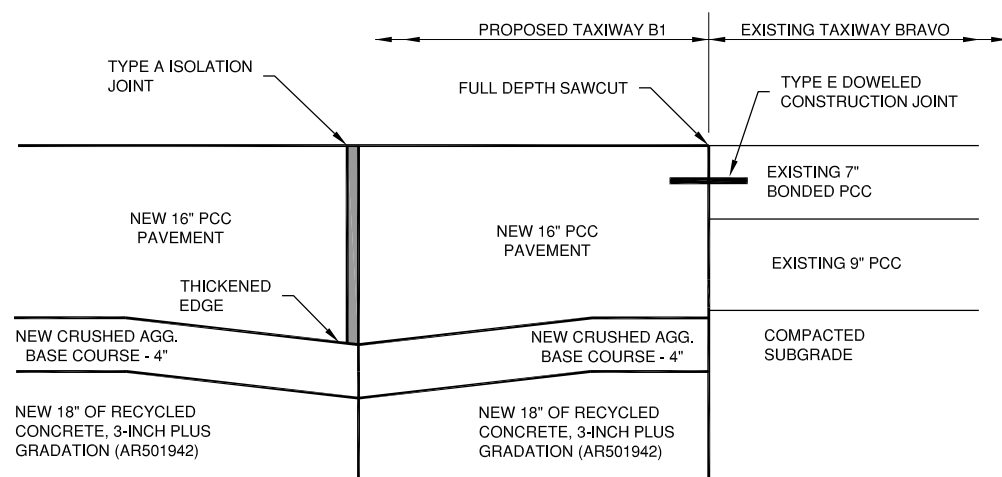 PROPOSED TAXIWAY B1
EXISTING TAXIWAY BRAVO
TYPE A ISOLATION
JOINT
FULL DEPTH SAWCUT
TYPE E DOWELED
CONSTRUCTION JOINT
EXISTING 7"
BONDED PCC
NEW 16" PCC
PAVEMENT
NEW 16" PCC
PAVEMENT
EXISTING 9" PCC
THICKENED
EDGE
NEW CRUSHED AGG.
BASE COURSE - 4"
NEW CRUSHED AGG.
BASE COURSE - 4"
COMPACTED
SUBGRADE
NEW 18" OF RECYCLED
CONCRETE, 3-INCH PLUS
GRADATION (AR501942)
NEW 18" OF RECYCLED
CONCRETE, 3-INCH PLUS
GRADATION (AR501942)